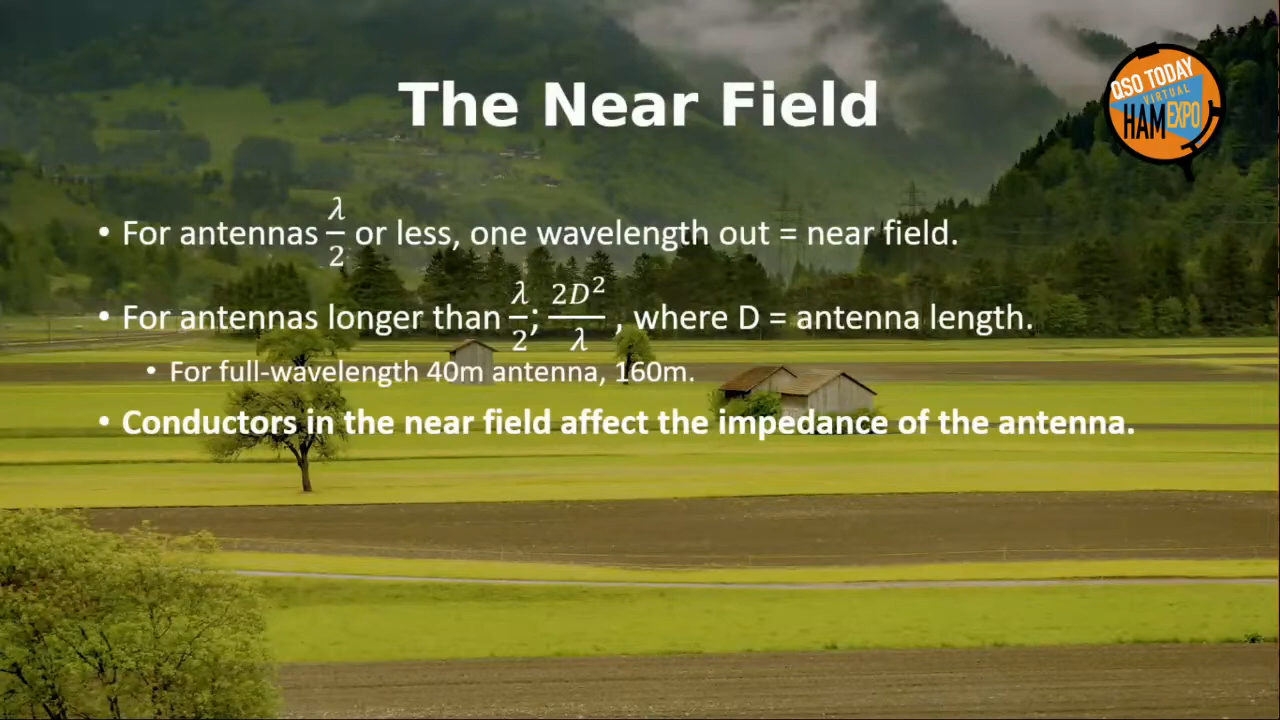 The Near Field
QSO TODAY
VIRTUAL
HAM EXPO
• For antennas λ/2 or less, one wavelength out = near field.
• For antennas longer than λ/2; 2D²/λ , where D = antenna length.
• For full-wavelength 40m antenna, 160m.
• Conductors in the near field affect the impedance of the antenna.